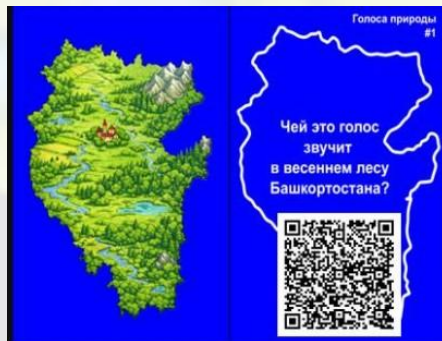 Голоса природы
#1
Чей это голос
звучит
в весеннем лесу
Башкортостана?